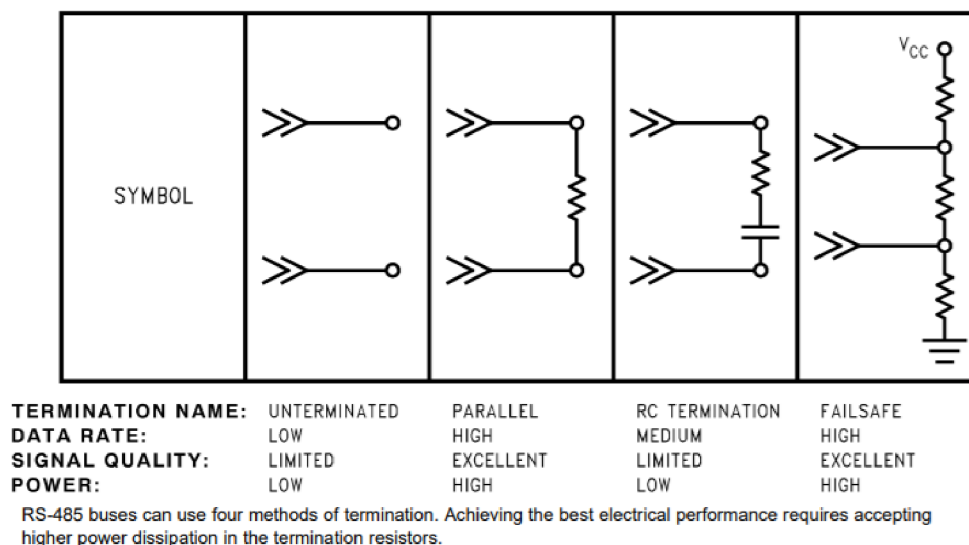 V_CC
SYMBOL
TERMINATION NAME: UNTERMINATED PARALLEL RC TERMINATION FAILSAFE
DATA RATE: LOW HIGH MEDIUM HIGH
SIGNAL QUALITY: LIMITED EXCELLENT LIMITED EXCELLENT
POWER: LOW HIGH LOW HIGH
RS-485 buses can use four methods of termination. Achieving the best electrical performance requires accepting
higher power dissipation in the termination resistors.